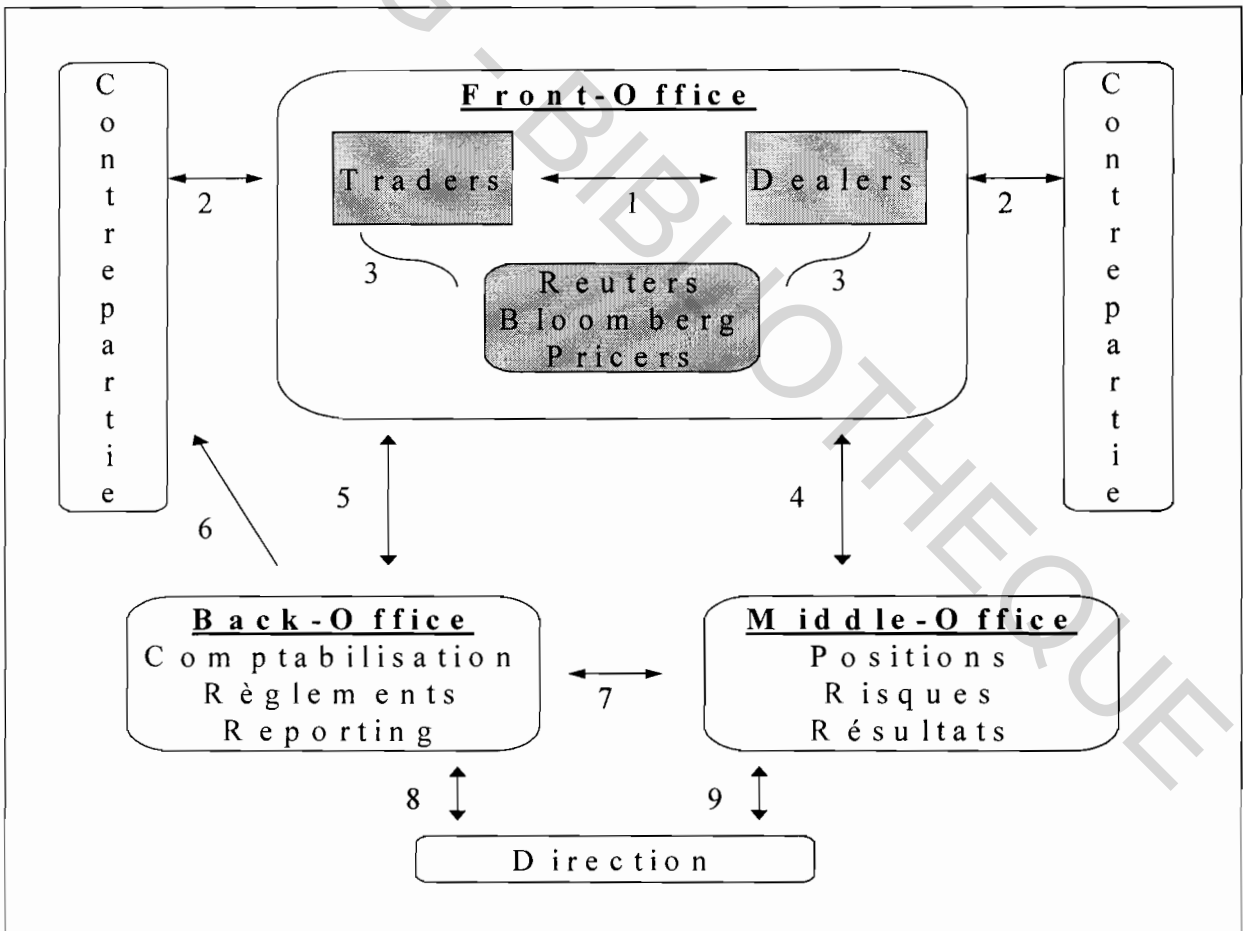 Contrepartie
Front-Office
Traders
Dealers
1
2
2
3
3
Reuters
Bloomberg
Pricers
Contrepartie
5
4
6
Back-Office
Comptabilisation
Règlements
Reporting
7
Middle-Office
Positions
Risques
Résultats
8
9
Direction
- BIBLIOTHEQUE